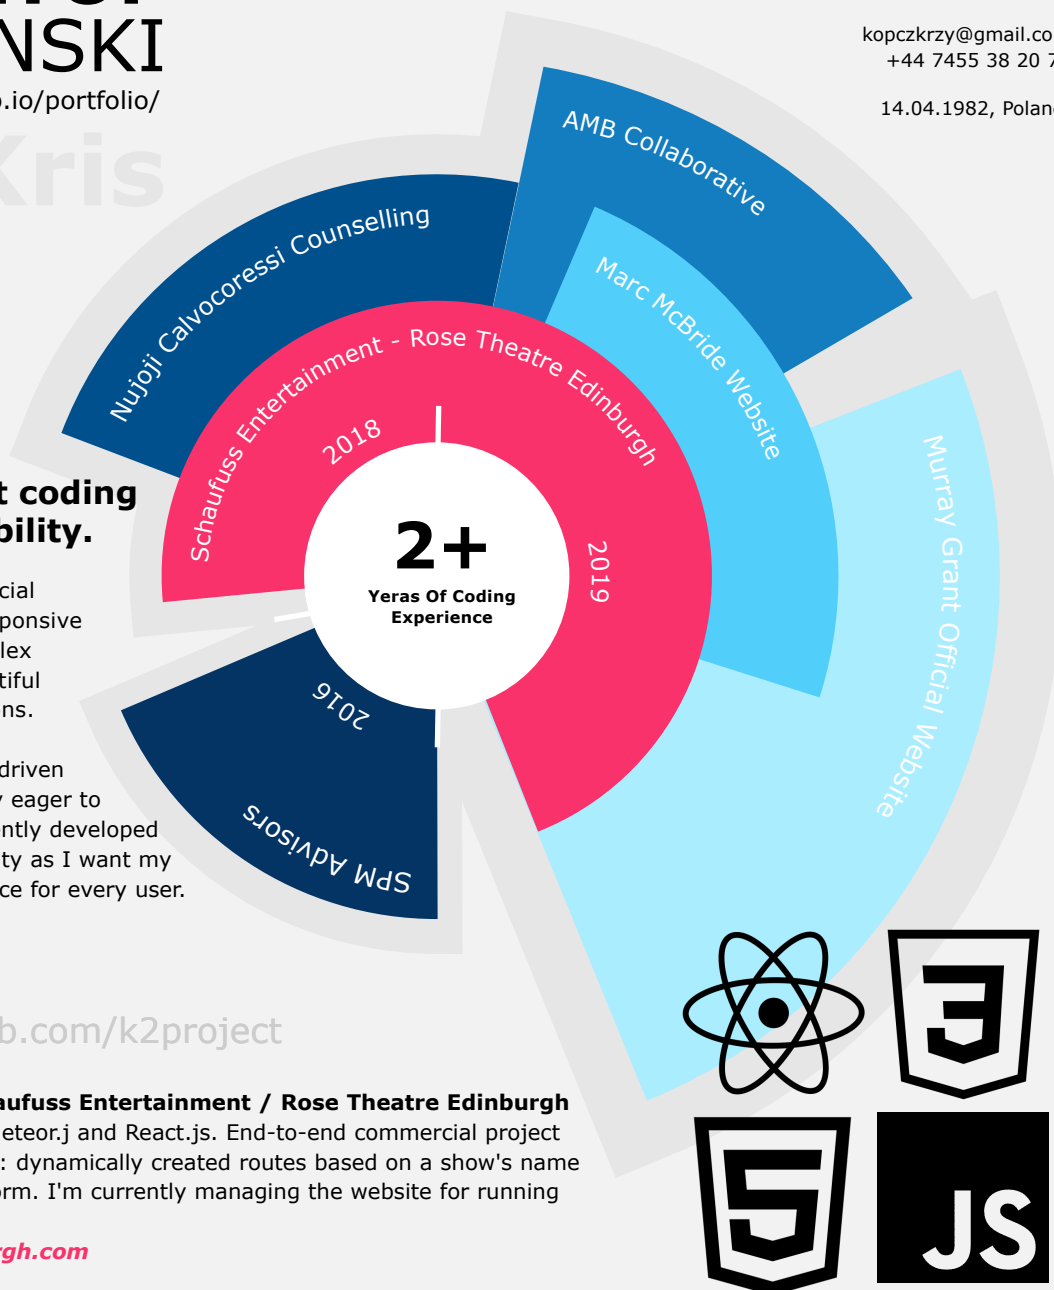 NSKI
o.io/portfolio/
Kris
kopczkrzy@gmail.co
+44 7455 38 20 7
14.04.1982, Polan
AMB Collaborative
Nujoji Calvocoressi Counselling
Marc McBride Website
Schaufuss Entertainment - Rose Theatre Edinburgh
Murray Grant Official Website
2018
2019
2016
2+
Yeras Of Coding
Experience
SPM Advisors
t coding
bility.
cial
ponsive
lex
tiful
ns.
driven
y eager to
ently developed
ty as I want my
ce for every user.
b.com/k2project
aufuss Entertainment / Rose Theatre Edinburgh
eteor.j and React.js. End-to-end commercial project
: dynamically created routes based on a show's name
orm. I'm currently managing the website for running
rgh.com
3
5
JS